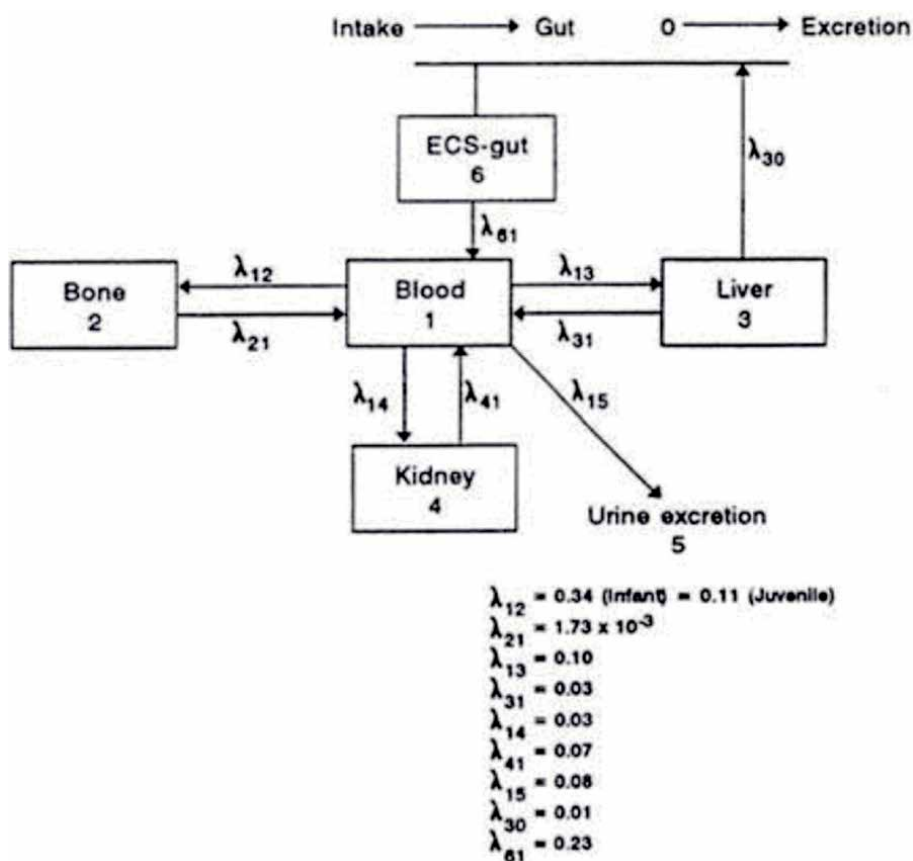 Intake Gut O Excretion
ECS-gut
6
λ30
λ61
λ12 λ13
Bone Blood Liver
2 1 3
λ21 λ31
λ14 λ41 λ15
Kidney
4
Urine excretion
5
λ12 = 0.34 (Infant) = 0.11 (Juvenile)
λ21 = 1.73 x 10-3
λ13 = 0.10
λ31 = 0.03
λ14 = 0.03
λ41 = 0.07
λ15 = 0.08
λ30 = 0.01
λ61 = 0.23